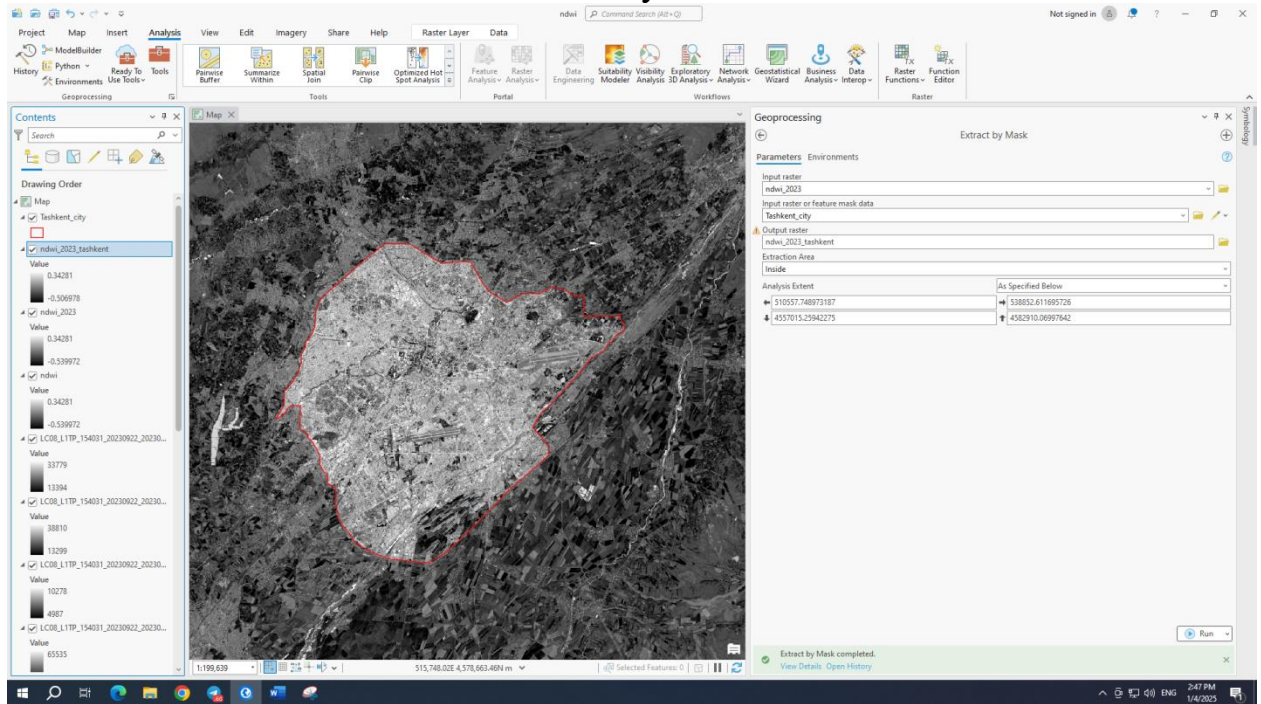 ndwi
Command Search (Alt+Q)
Not signed in
Project Map Insert Analysis View Edit Imagery Share Help Raster Layer Data
History
ModelBuilder
Python
Environments
Ready To Use Tools
Tools
Pairwise Buffer
Summarize Within
Spatial Join
Pairwise Clip
Optimized Hot Spot Analysis
Feature Analysis
Raster Analysis
Data Engineering
Suitability Modeler
Visibility Analysis
Exploratory 3D Analysis
Network Analysis
Geostatistical Wizard
Business Analysis
Data Interop
Raster Functions
Function Editor
Geoprocessing Tools Portal Workflows Raster
Contents
Search
Drawing Order
Map
Tashkent_city
ndwi_2023_tashkent
Value
0.34281
-0.506978
ndwi_2023
Value
0.34281
-0.539972
ndwi
Value
0.34281
-0.539972
LC08_L1TP_154031_20230922_20230...
Value
33779
13394
LC08_L1TP_154031_20230922_20230...
Value
38810
13299
LC08_L1TP_154031_20230922_20230...
Value
10278
4987
LC08_L1TP_154031_20230922_20230...
Value
65535
Map
1:199,639
515,748.02E 4,578,663.46N m
Selected Features: 0
Geoprocessing
Extract by Mask
Parameters Environments
Input raster
ndwi_2023
Input raster or feature mask data
Tashkent_city
Output raster
ndwi_2023_tashkent
Extraction Area
Inside
Analysis Extent As Specified Below
510557.748973187 538852.611695726
4557015.25942275 4582910.06997642
Run
Extract by Mask completed.
View Details Open History
Symbology
ENG
2:47 PM
1/4/2025